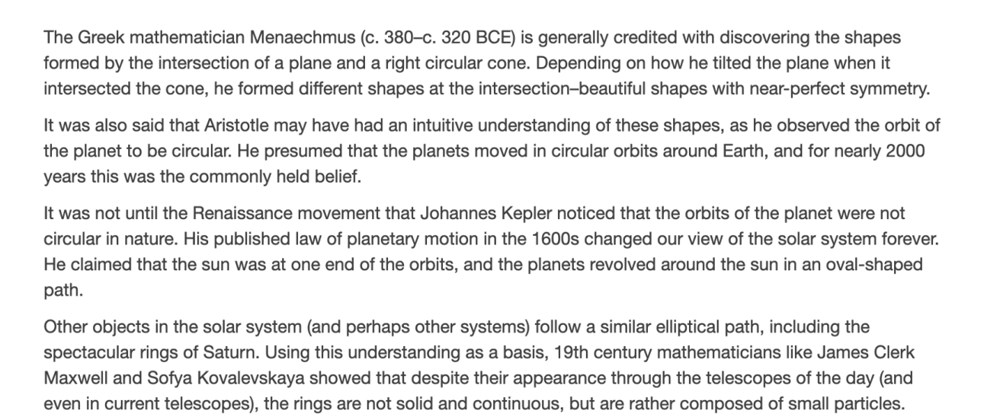 The Greek mathematician Menaechmus (c. 380–c. 320 BCE) is generally credited with discovering the shapes
formed by the intersection of a plane and a right circular cone. Depending on how he tilted the plane when it
intersected the cone, he formed different shapes at the intersection–beautiful shapes with near-perfect symmetry.
It was also said that Aristotle may have had an intuitive understanding of these shapes, as he observed the orbit of
the planet to be circular. He presumed that the planets moved in circular orbits around Earth, and for nearly 2000
years this was the commonly held belief.
It was not until the Renaissance movement that Johannes Kepler noticed that the orbits of the planet were not
circular in nature. His published law of planetary motion in the 1600s changed our view of the solar system forever.
He claimed that the sun was at one end of the orbits, and the planets revolved around the sun in an oval-shaped
path.
Other objects in the solar system (and perhaps other systems) follow a similar elliptical path, including the
spectacular rings of Saturn. Using this understanding as a basis, 19th century mathematicians like James Clerk
Maxwell and Sofya Kovalevskaya showed that despite their appearance through the telescopes of the day (and
even in current telescopes), the rings are not solid and continuous, but are rather composed of small particles.